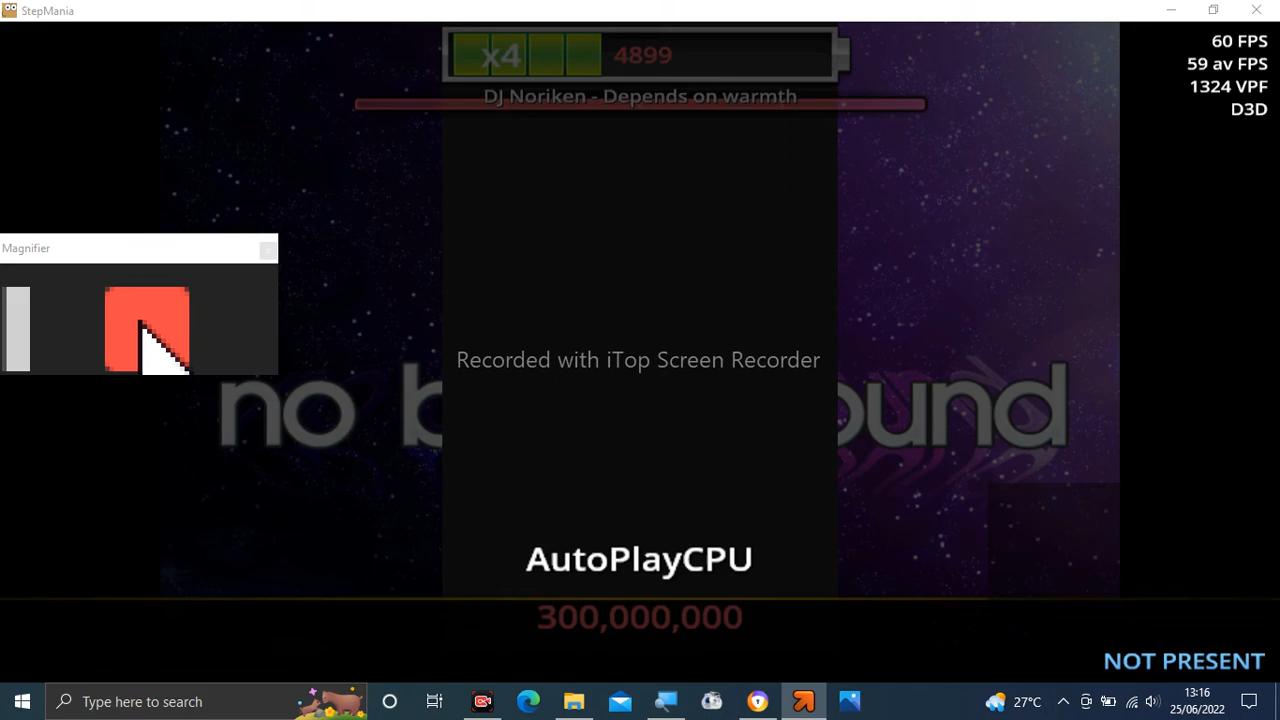 StepMania
60 FPS
59 av FPS
1324 VPF
D3D
x4 4899
DJ Noriken - Depends on warmth
Magnifier
Recorded with iTop Screen Recorder
no b ound
AutoPlayCPU
300,000,000
NOT PRESENT
Type here to search
27°C
13:16
25/06/2022